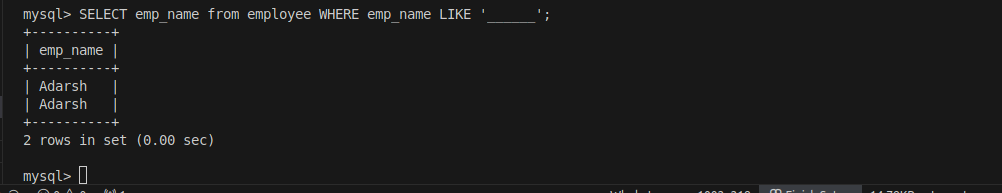 mysql> SELECT emp_name from employee WHERE emp_name LIKE '______';
+----------+
| emp_name |
+----------+
| Adarsh   |
| Adarsh   |
+----------+
2 rows in set (0.00 sec)
mysql>